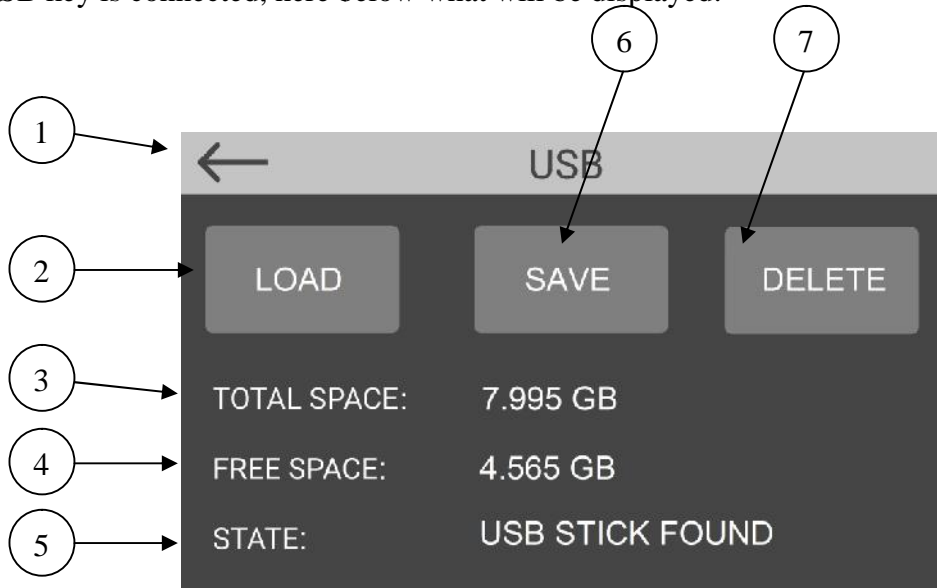 SB key is connected, here below what will be displayed:
6 7
1
USB
2 LOAD SAVE DELETE
3 TOTAL SPACE: 7.995 GB
4 FREE SPACE: 4.565 GB
5 STATE: USB STICK FOUND